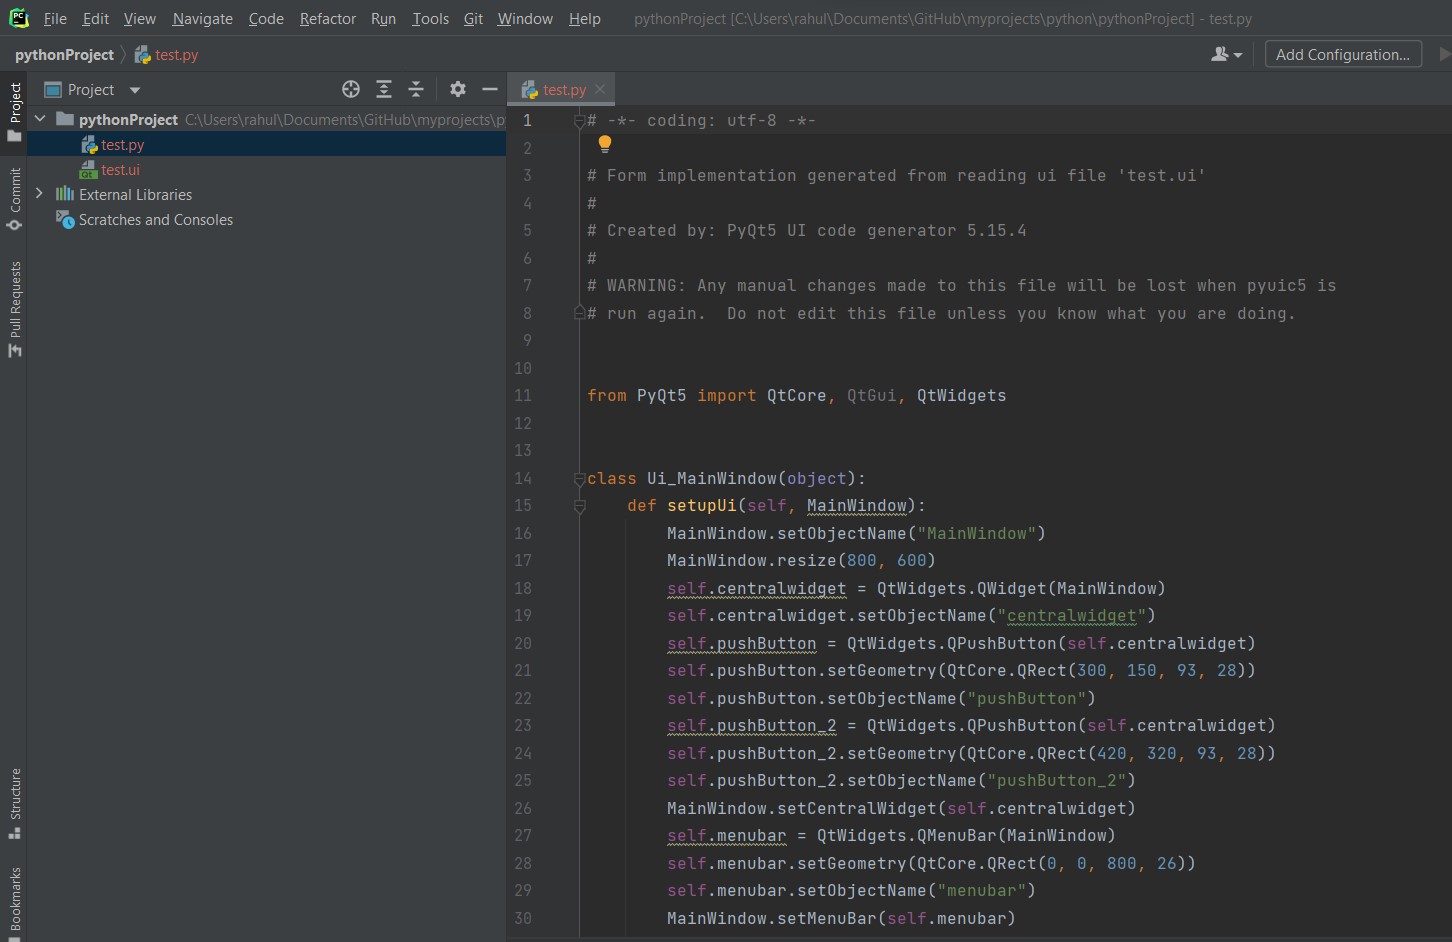 PC File Edit View Navigate Code Refactor Run Tools Git Window Help pythonProject [C:\Users\rahul\Documents\GitHub\myprojects\python\pythonProject] - test.py
pythonProject test.py Add Configuration...
Project
Commit
Pull Requests
Structure
Bookmarks
Project
pythonProject C:\Users\rahul\Documents\GitHub\myprojects\p
test.py
Qt test.ui
External Libraries
Scratches and Consoles
test.py
1 # -*- coding: utf-8 -*-
2
3 # Form implementation generated from reading ui file 'test.ui'
4 #
5 # Created by: PyQt5 UI code generator 5.15.4
6 #
7 # WARNING: Any manual changes made to this file will be lost when pyuic5 is
8 # run again.  Do not edit this file unless you know what you are doing.
9
10
11 from PyQt5 import QtCore, QtGui, QtWidgets
12
13
14 class Ui_MainWindow(object):
15     def setupUi(self, MainWindow):
16         MainWindow.setObjectName("MainWindow")
17         MainWindow.resize(800, 600)
18         self.centralwidget = QtWidgets.QWidget(MainWindow)
19         self.centralwidget.setObjectName("centralwidget")
20         self.pushButton = QtWidgets.QPushButton(self.centralwidget)
21         self.pushButton.setGeometry(QtCore.QRect(300, 150, 93, 28))
22         self.pushButton.setObjectName("pushButton")
23         self.pushButton_2 = QtWidgets.QPushButton(self.centralwidget)
24         self.pushButton_2.setGeometry(QtCore.QRect(420, 320, 93, 28))
25         self.pushButton_2.setObjectName("pushButton_2")
26         MainWindow.setCentralWidget(self.centralwidget)
27         self.menubar = QtWidgets.QMenuBar(MainWindow)
28         self.menubar.setGeometry(QtCore.QRect(0, 0, 800, 26))
29         self.menubar.setObjectName("menubar")
30         MainWindow.setMenuBar(self.menubar)